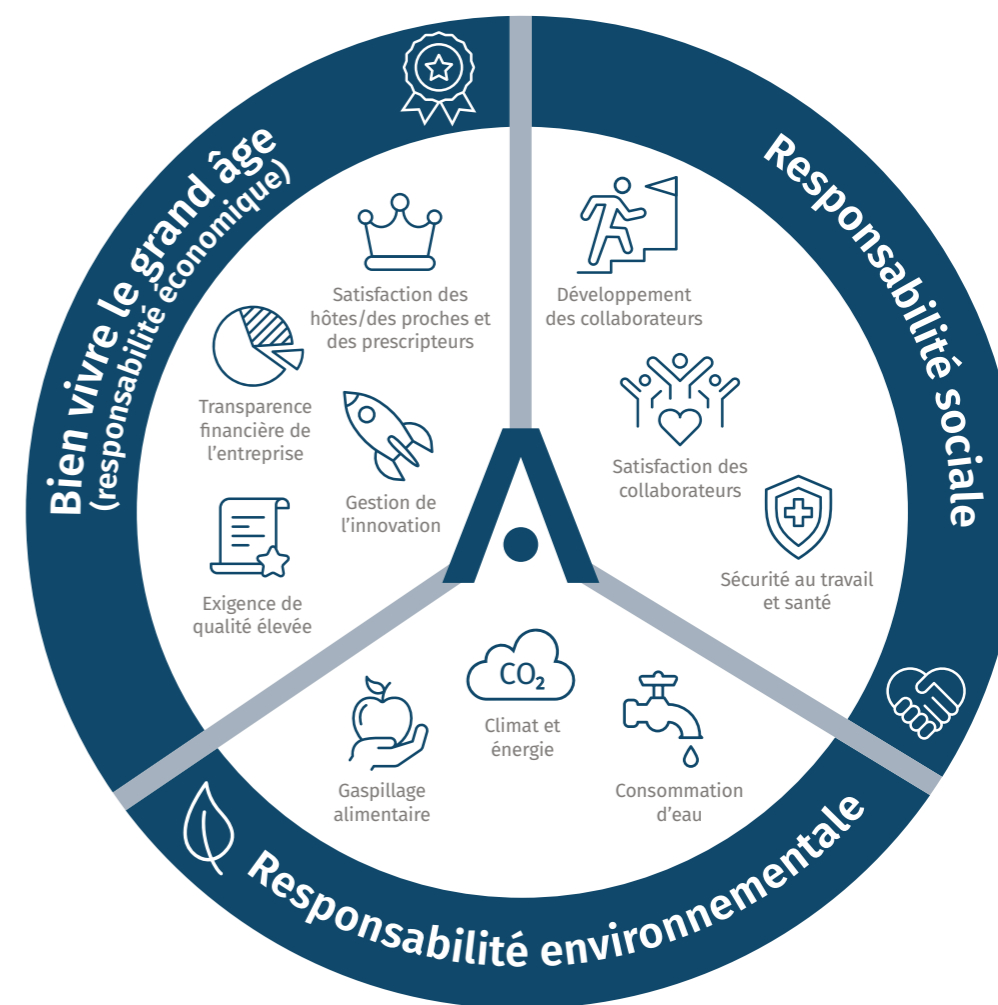 Bien vivre le grand âge
(responsabilité économique)
Satisfaction des
hôtes/des proches et
des prescripteurs
Transparence
financière de
l’entreprise
Gestion de
l’innovation
Exigence de
qualité élevée
Responsabilité sociale
Développement
des collaborateurs
Satisfaction des
collaborateurs
Sécurité au travail
et santé
Responsabilité environnementale
CO₂
Climat et
énergie
Gaspillage
alimentaire
Consommation
d’eau